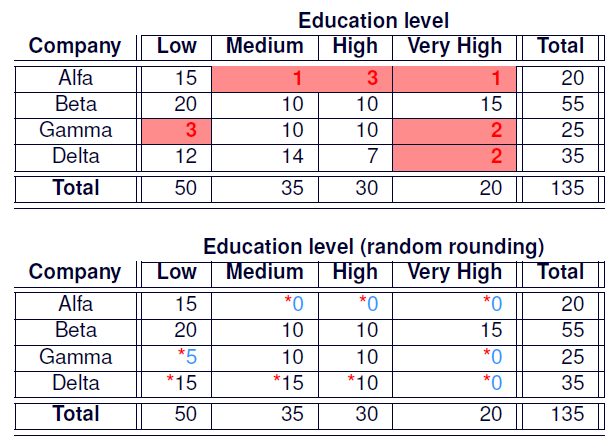 Education level
Company Low Medium High Very High Total
Alfa 15 1 3 1 20
Beta 20 10 10 15 55
Gamma 3 10 10 2 25
Delta 12 14 7 2 35
Total 50 35 30 20 135
Education level (random rounding)
Company Low Medium High Very High Total
Alfa 15 *0 *0 *0 20
Beta 20 10 10 15 55
Gamma *5 10 10 *0 25
Delta *15 *15 *10 *0 35
Total 50 35 30 20 135